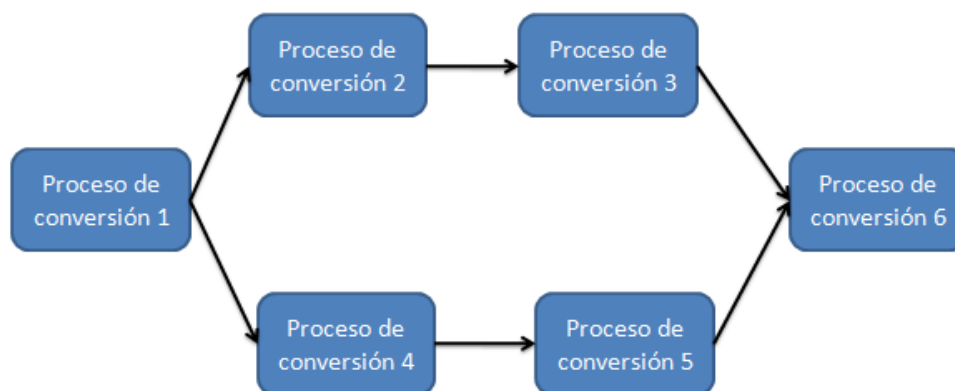 Proceso de
conversión 2
Proceso de
conversión 3
Proceso de
conversión 1
Proceso de
conversión 6
Proceso de
conversión 4
Proceso de
conversión 5